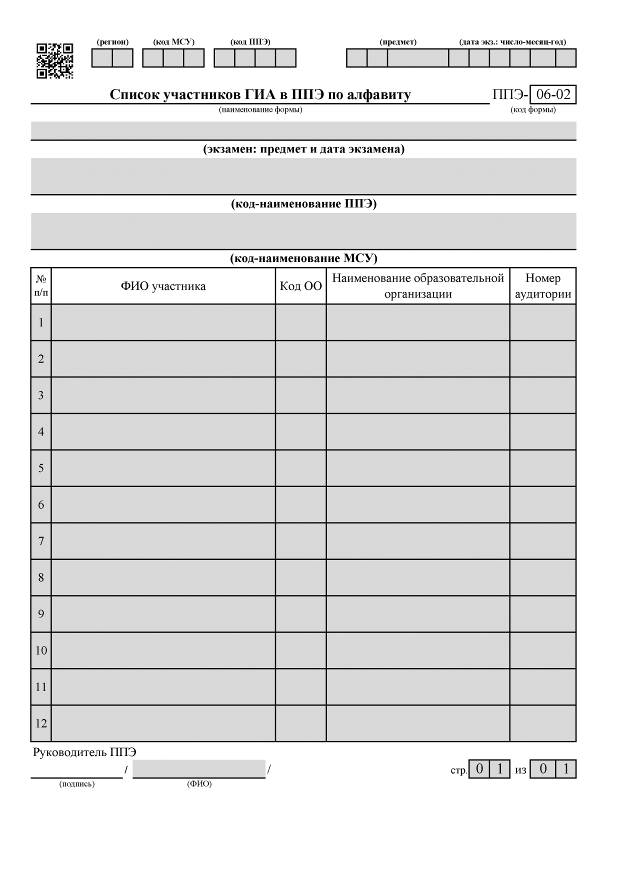 (регион) (код МСУ) (код ППЭ) (предмет) (дата экз.: число-месяц-год)
Список участников ГИА в ППЭ по алфавиту ППЭ- 06-02
(наименование формы) (код формы)
(экзамен: предмет и дата экзамена)
(код-наименование ППЭ)
(код-наименование МСУ)
№ п/п ФИО участника Код ОО Наименование образовательной организации Номер аудитории
1
2
3
4
5
6
7
8
9
10
11
12
Руководитель ППЭ
/ / стр. 0 1 из 0 1
(подпись) (ФИО)